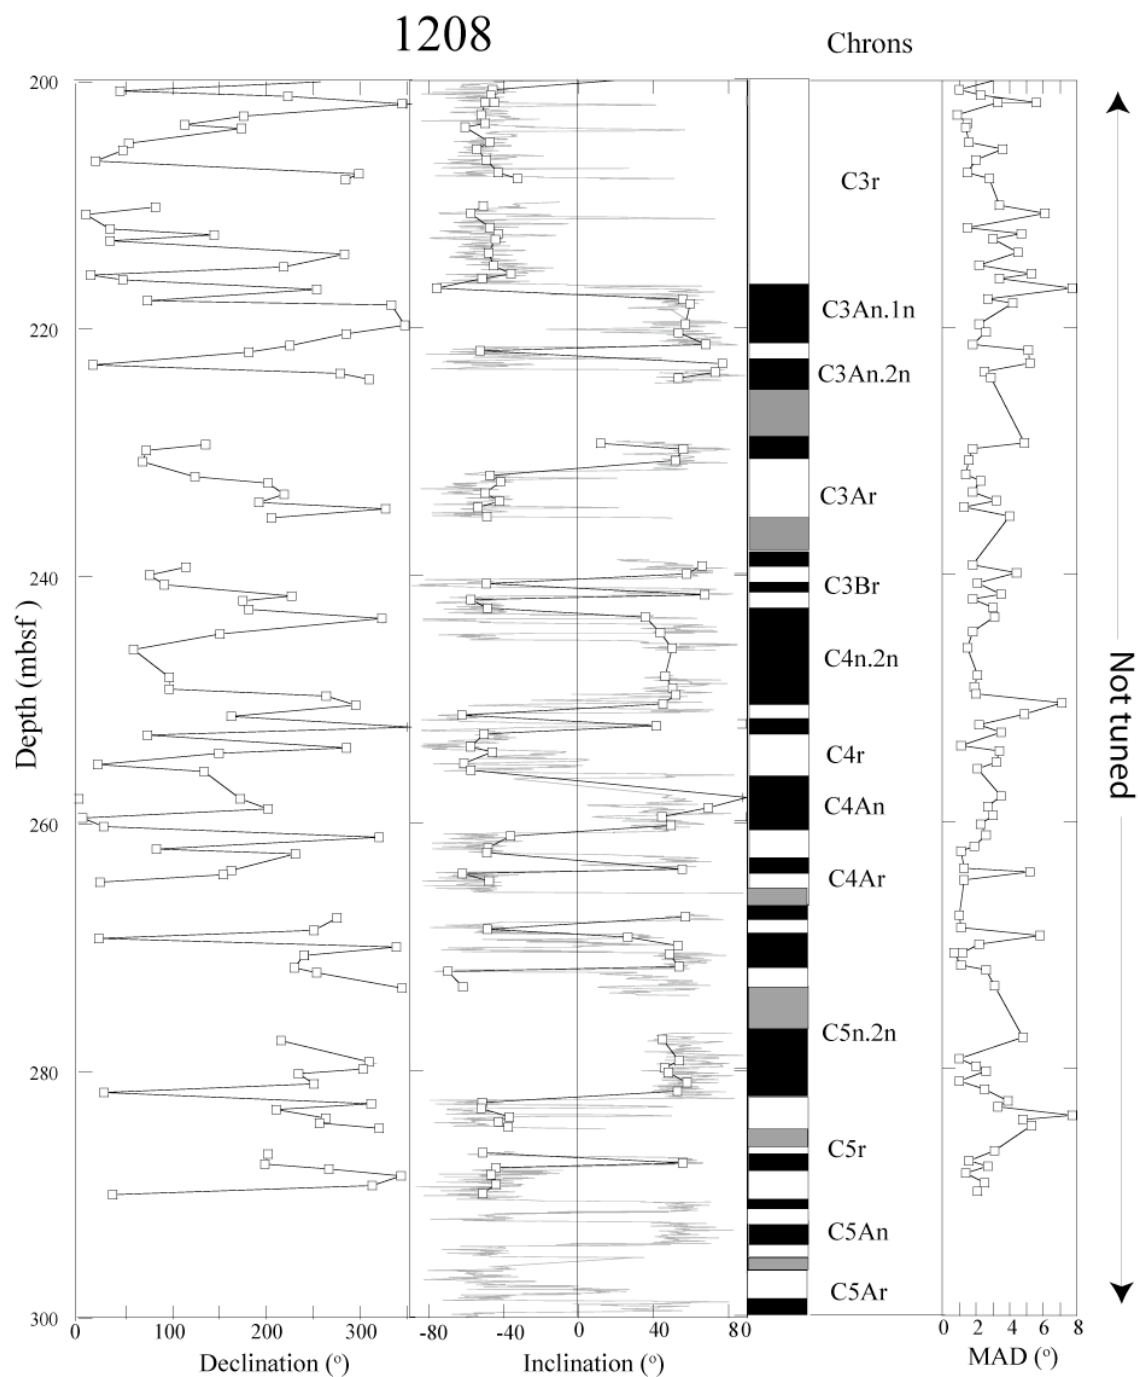 1208
Chrons
200
220
240
260
280
300
Depth (mbsf)
C3r
C3An.1n
C3An.2n
C3Ar
C3Br
C4n.2n
C4r
C4An
C4Ar
C5n.2n
C5r
C5An
C5Ar
Not tuned
0 100 200 300
-80 -40 0 40 80
0 2 4 6 8
Declination (°)
Inclination (°)
MAD (°)